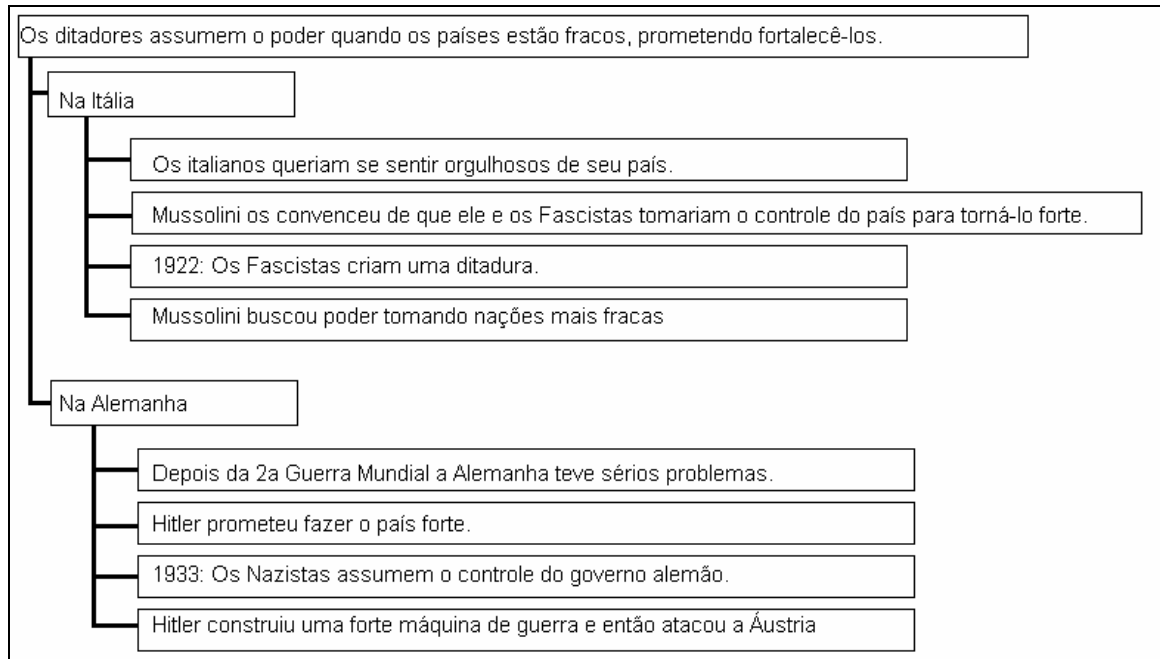 Os ditadores assumem o poder quando os países estão fracos, prometendo fortalecê-los.
Na Itália
Os italianos queriam se sentir orgulhosos de seu país.
Mussolini os convenceu de que ele e os Fascistas tomariam o controle do país para torná-lo forte.
1922: Os Fascistas criam uma ditadura.
Mussolini buscou poder tomando nações mais fracas
Na Alemanha
Depois da 2a Guerra Mundial a Alemanha teve sérios problemas.
Hitler prometeu fazer o país forte.
1933: Os Nazistas assumem o controle do governo alemão.
Hitler construiu uma forte máquina de guerra e então atacou a Áustria